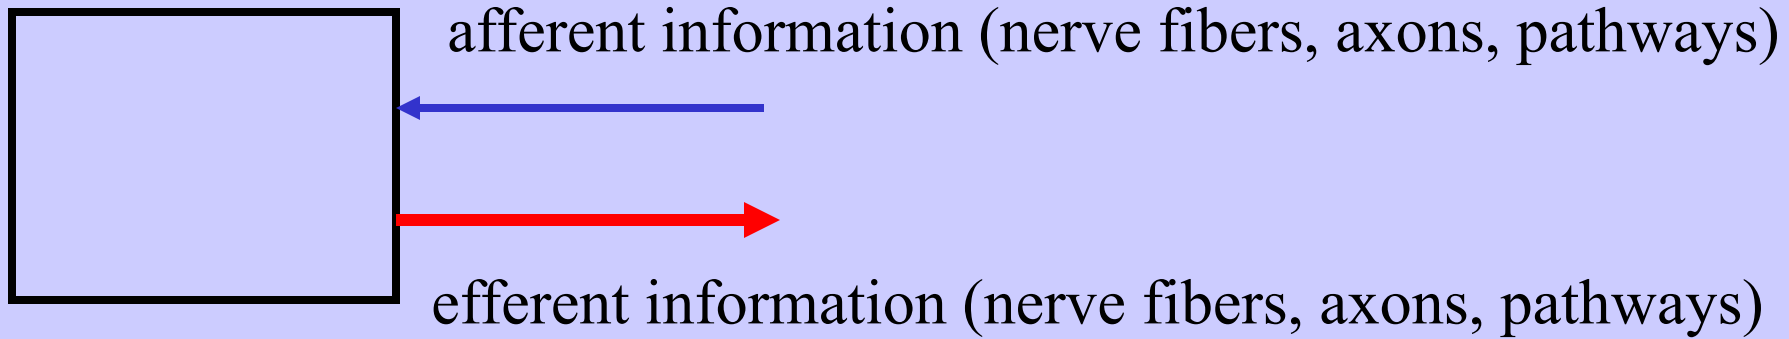 afferent information (nerve fibers, axons, pathways)
efferent information (nerve fibers, axons, pathways)